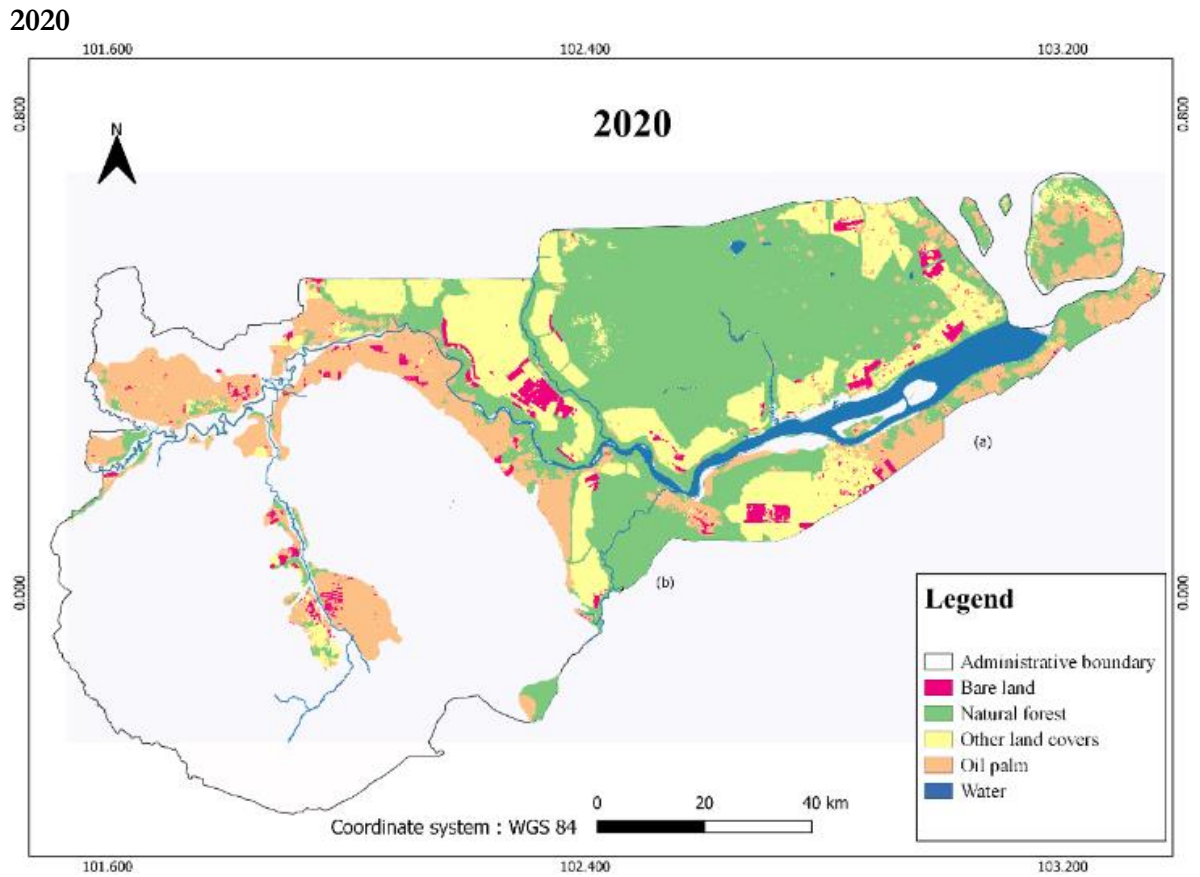 2020
101.600 102.400 103.200
0.800 0.800
2020
N
(a)
(b)
0.000 0.000
Legend
Administrative boundary
Bare land
Natural forest
Other land covers
Oil palm
Water
0 20 40 km
Coordinate system : WGS 84
101.600 102.400 103.200